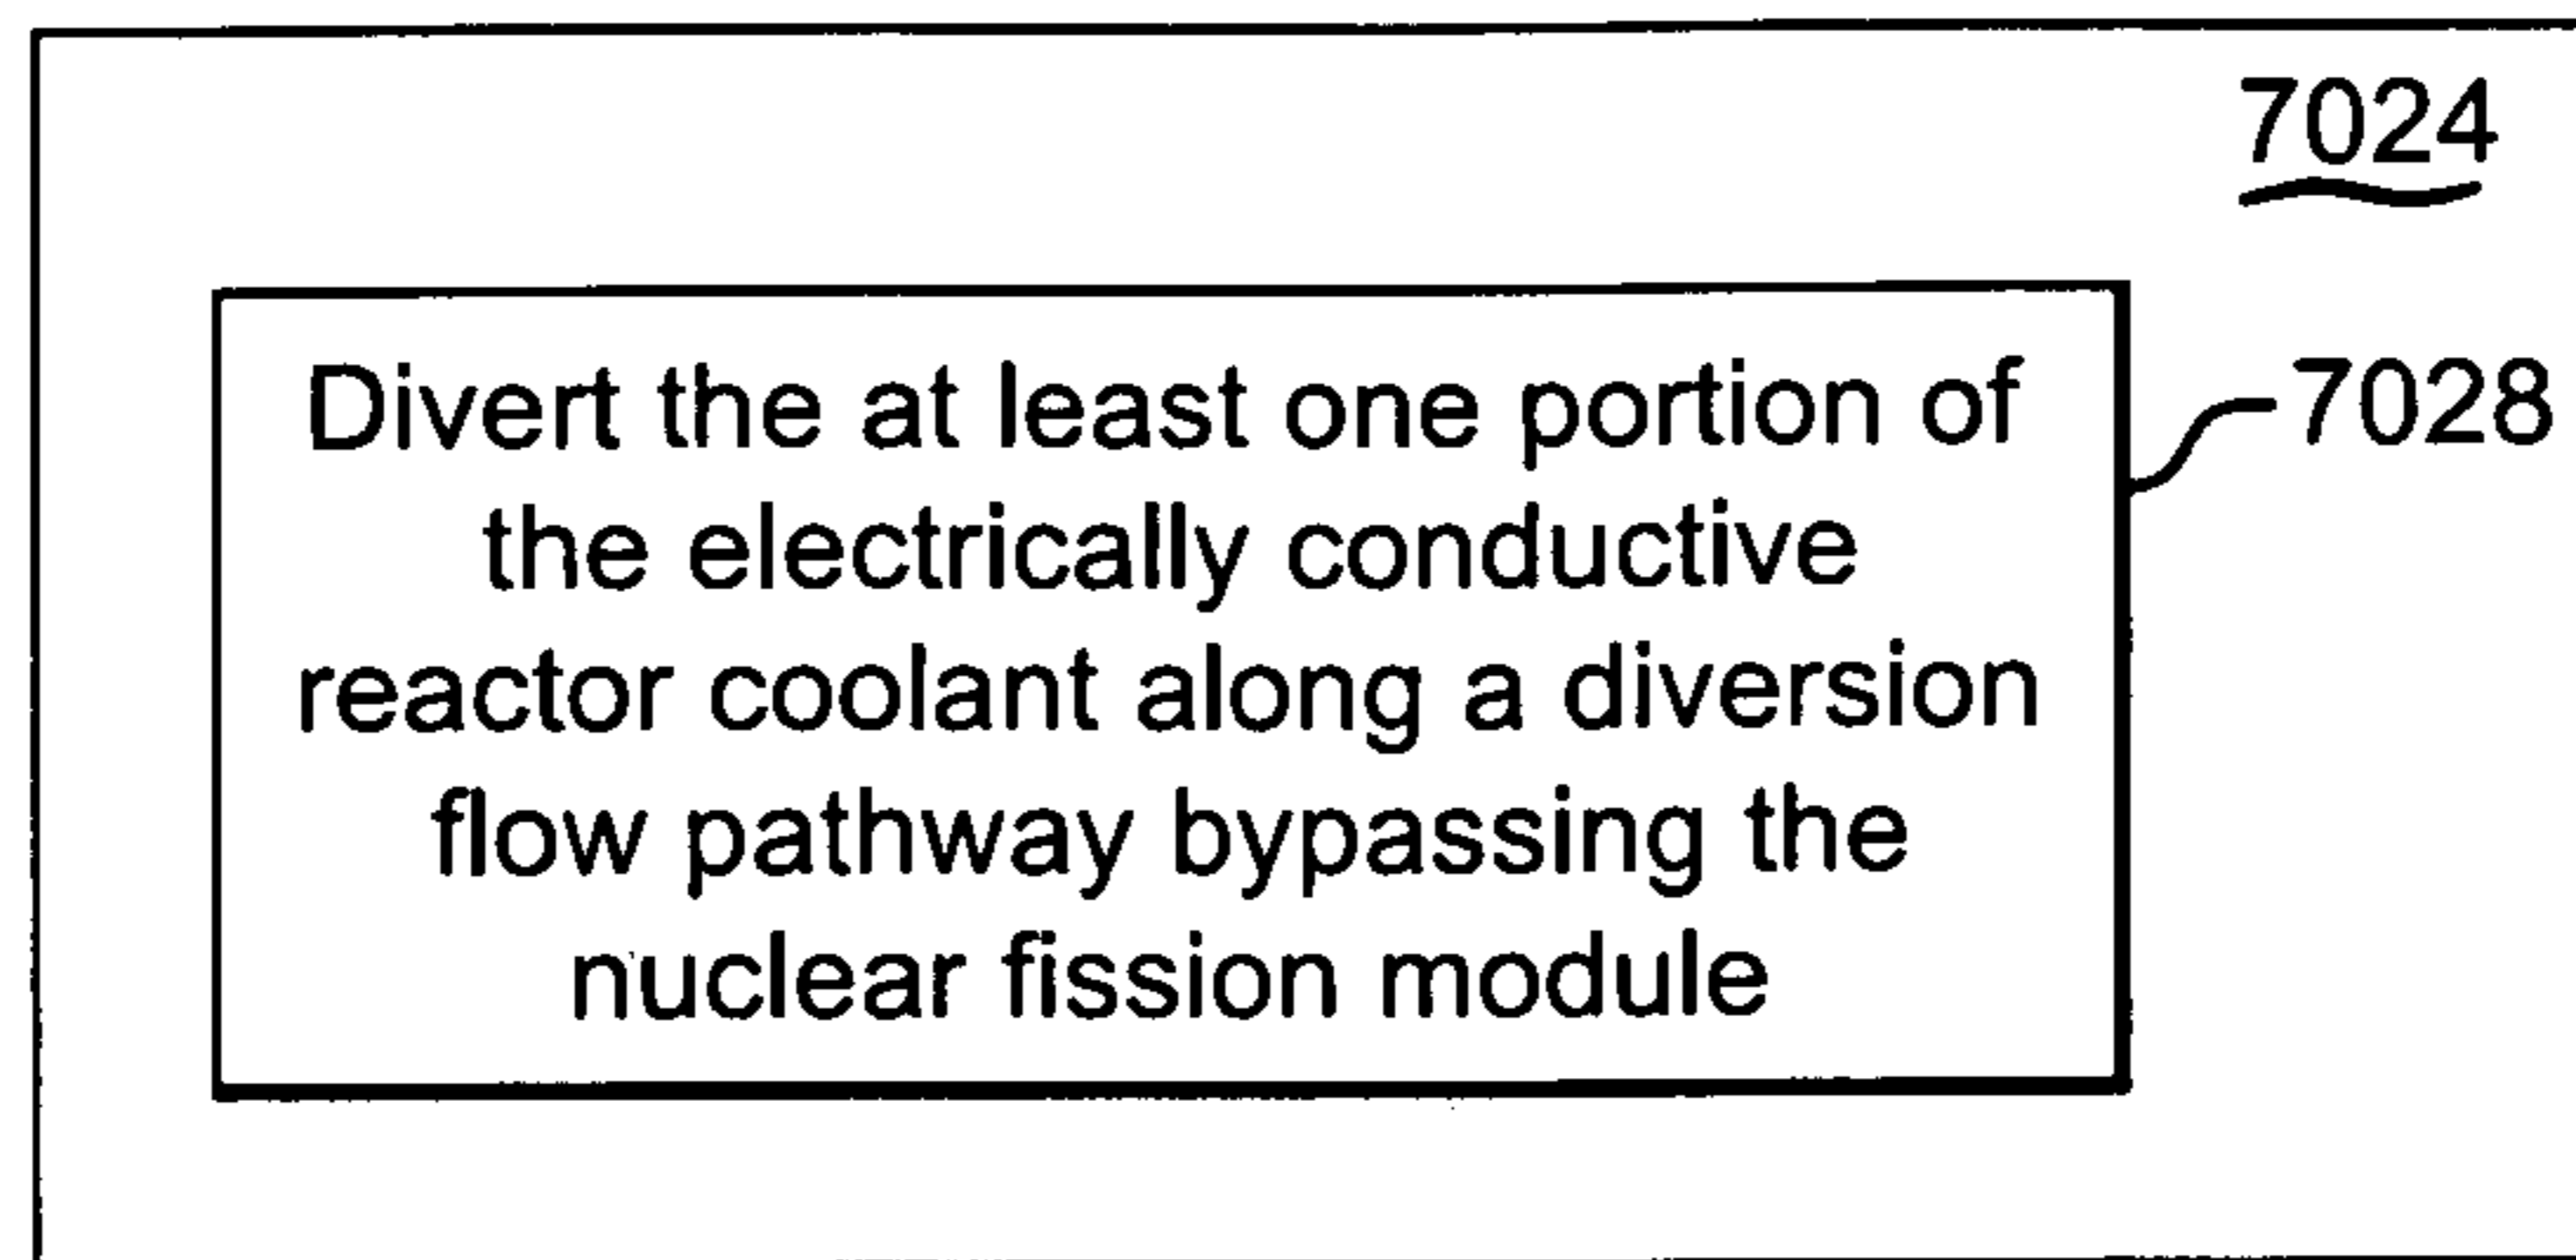 7024
Divert the at least one portion of
the electrically conductive
reactor coolant along a diversion
flow pathway bypassing the
nuclear fission module
7028